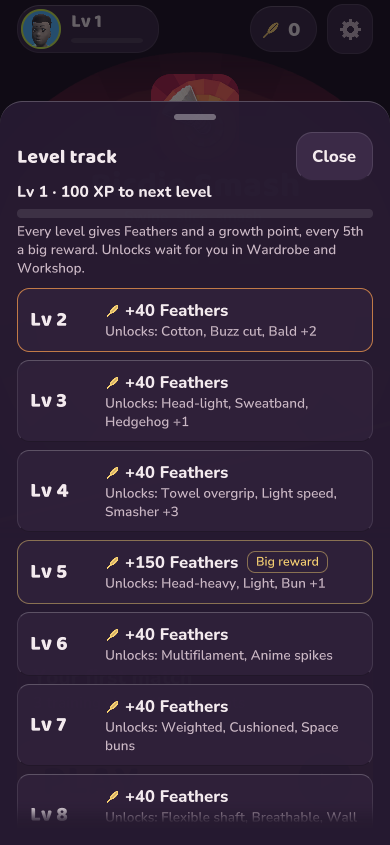 Lv 1
0
Level track
Close
Lv 1 · 100 XP to next level
Every level gives Feathers and a growth point, every 5th
a big reward. Unlocks wait for you in Wardrobe and
Workshop.
Lv 2
+40 Feathers
Unlocks: Cotton, Buzz cut, Bald +2
Lv 3
+40 Feathers
Unlocks: Head-light, Sweatband,
Hedgehog +1
Lv 4
+40 Feathers
Unlocks: Towel overgrip, Light speed,
Smasher +3
Lv 5
+150 Feathers Big reward
Unlocks: Head-heavy, Light, Bun +1
Lv 6
+40 Feathers
Unlocks: Multifilament, Anime spikes
Lv 7
+40 Feathers
Unlocks: Weighted, Cushioned, Space
buns
Lv 8
+40 Feathers
Unlocks: Flexible shaft, Breathable, Wall